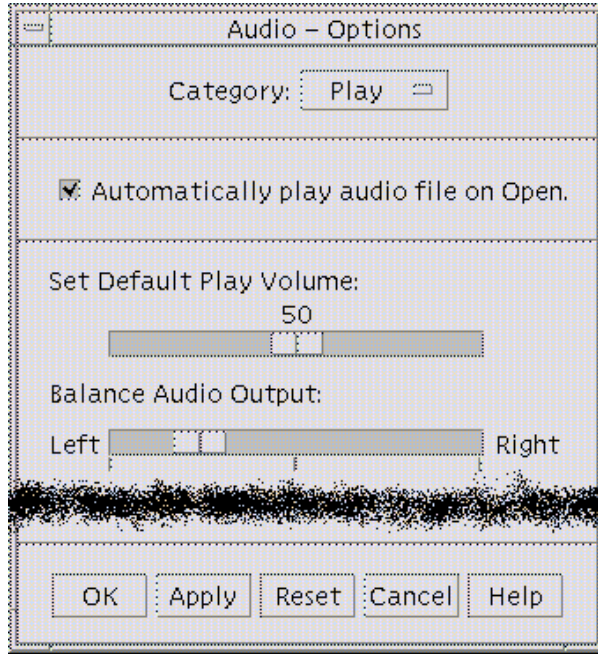 Audio – Options
Category: Play
Automatically play audio file on Open.
Set Default Play Volume:
50
Balance Audio Output:
Left Right
OK Apply Reset Cancel Help